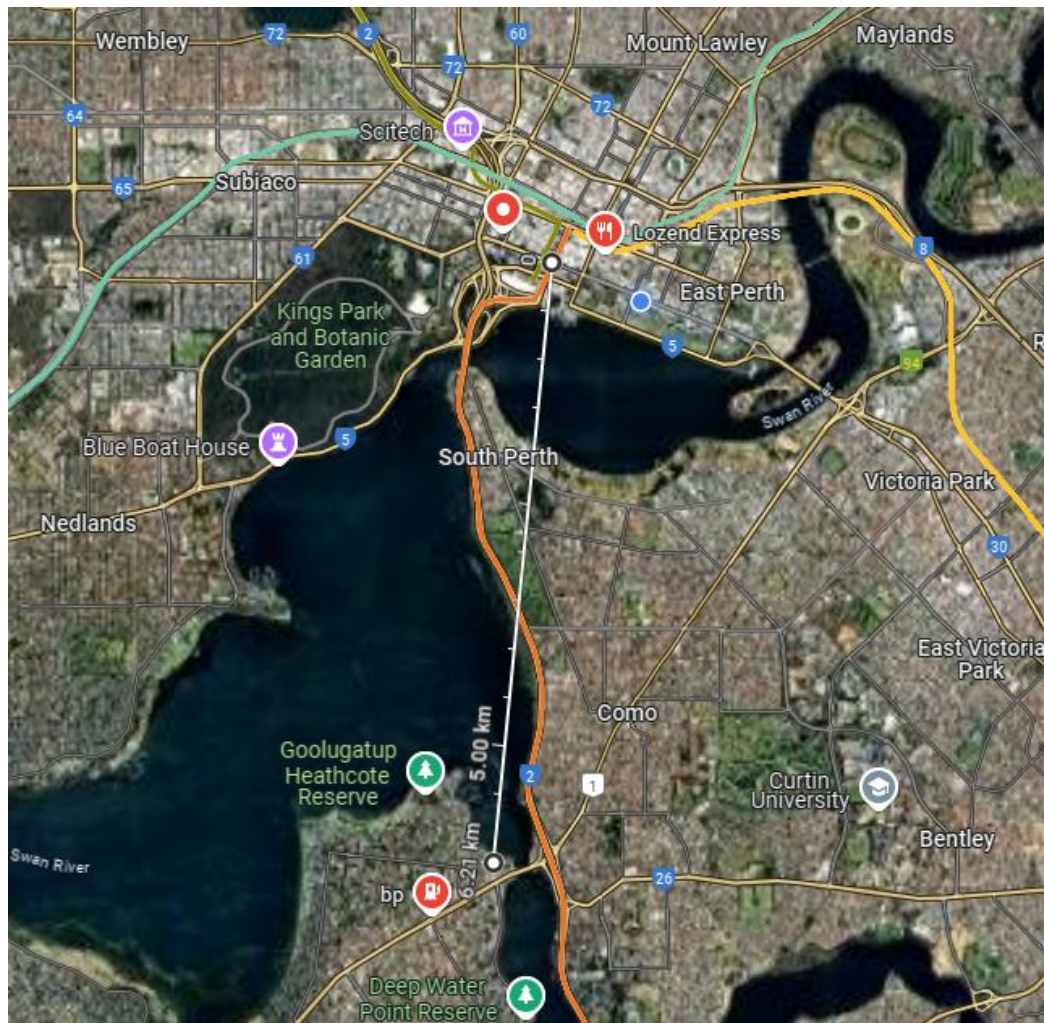 Wembley
72
2
60
Mount Lawley
Maylands
72
64
72
Scitech
65
Subiaco
Lozend Express
8
61
0
East Perth
Kings Park
and Botanic
Garden
5
94
Swan River
Blue Boat House
5
South Perth
Victoria Park
Nedlands
30
East Victoria
Park
Como
5.00 km
Goolugatup
Heathcote
Reserve
2
1
Curtin
University
Bentley
Swan River
6.21 km
26
bp
Deep Water
Point Reserve
R